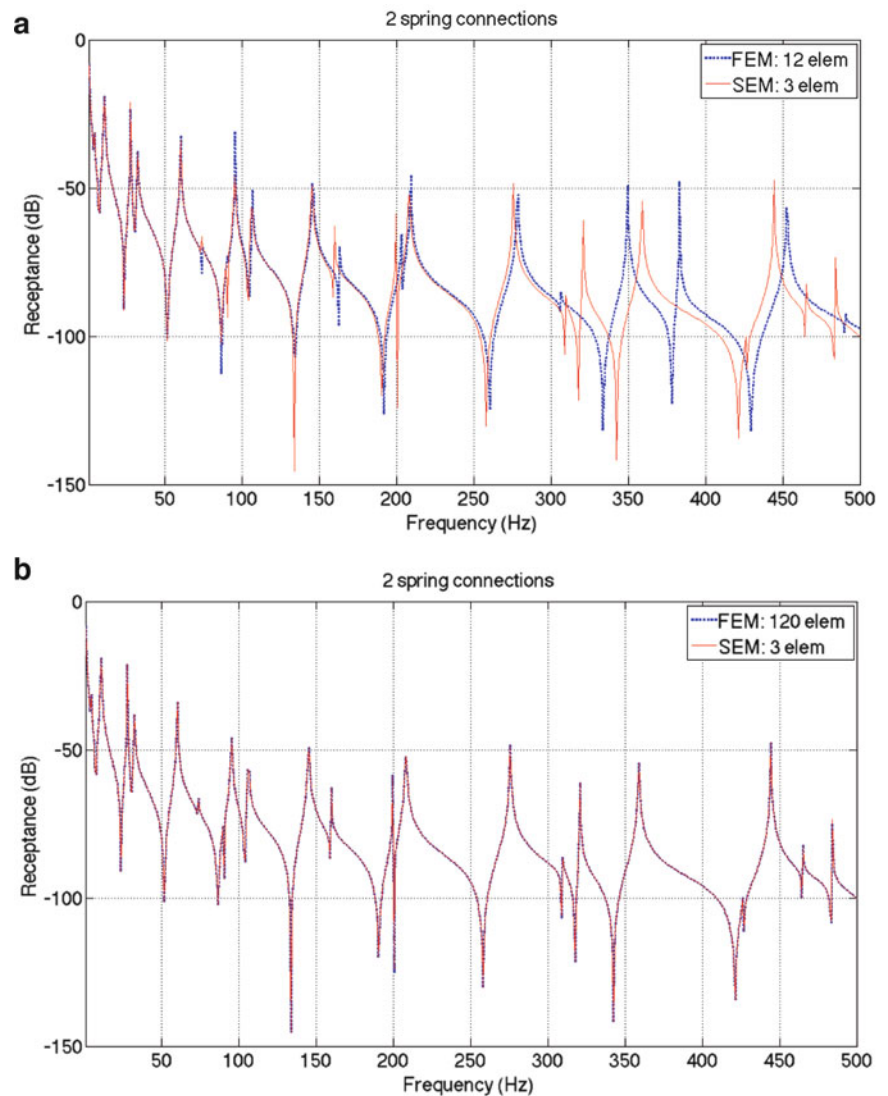 a
2 spring connections
FEM: 12 elem
SEM: 3 elem
0
-50
-100
-150
Receptance (dB)
50 100 150 200 250 300 350 400 450 500
Frequency (Hz)
b
2 spring connections
FEM: 120 elem
SEM: 3 elem
0
-50
-100
-150
Receptance (dB)
50 100 150 200 250 300 350 400 450 500
Frequency (Hz)